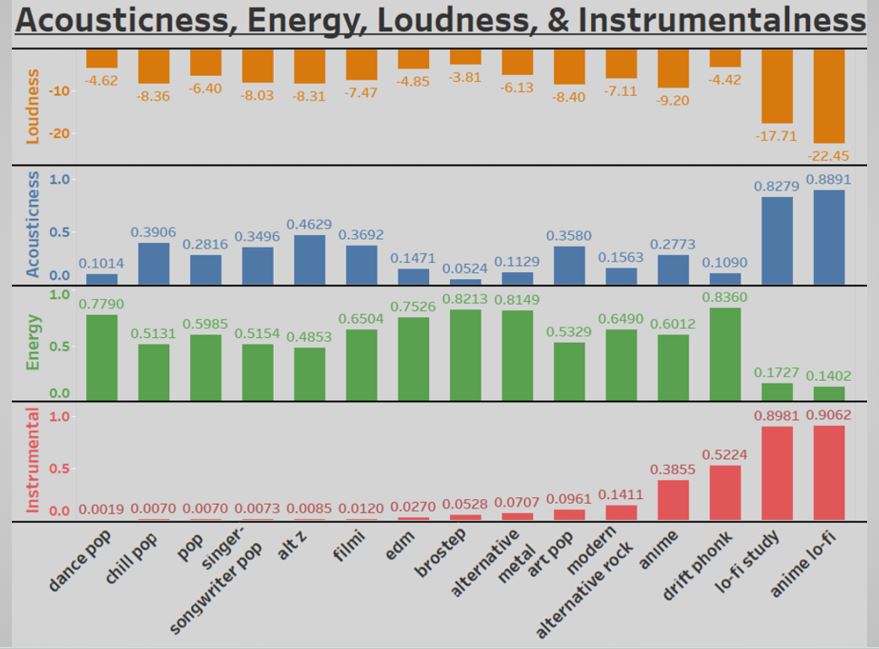 Acousticness, Energy, Loudness, & Instrumentalness
Loudness
-10
-20
-4.62 -8.36 -6.40 -8.03 -8.31 -7.47 -4.85 -3.81 -6.13 -8.40 -7.11 -9.20 -4.42 -17.71 -22.45
Acousticness
1.0
0.5
0.0
0.1014 0.3906 0.2816 0.3496 0.4629 0.3692 0.1471 0.0524 0.1129 0.3580 0.1563 0.2773 0.1090 0.8279 0.8891
Energy
1.0
0.5
0.0
0.7790 0.5131 0.5985 0.5154 0.4853 0.6504 0.7526 0.8213 0.8149 0.5329 0.6490 0.6012 0.8360 0.1727 0.1402
Instrumental
1.0
0.5
0.0
0.0019 0.0070 0.0070 0.0073 0.0085 0.0120 0.0270 0.0528 0.0707 0.0961 0.1411 0.3855 0.5224 0.8981 0.9062
dance pop
chill pop
pop
singer-
songwriter pop
alt z
filmi
edm
brostep
alternative
metal
art pop
modern
alternative rock
anime
drift phonk
lo-fi study
anime lo-fi